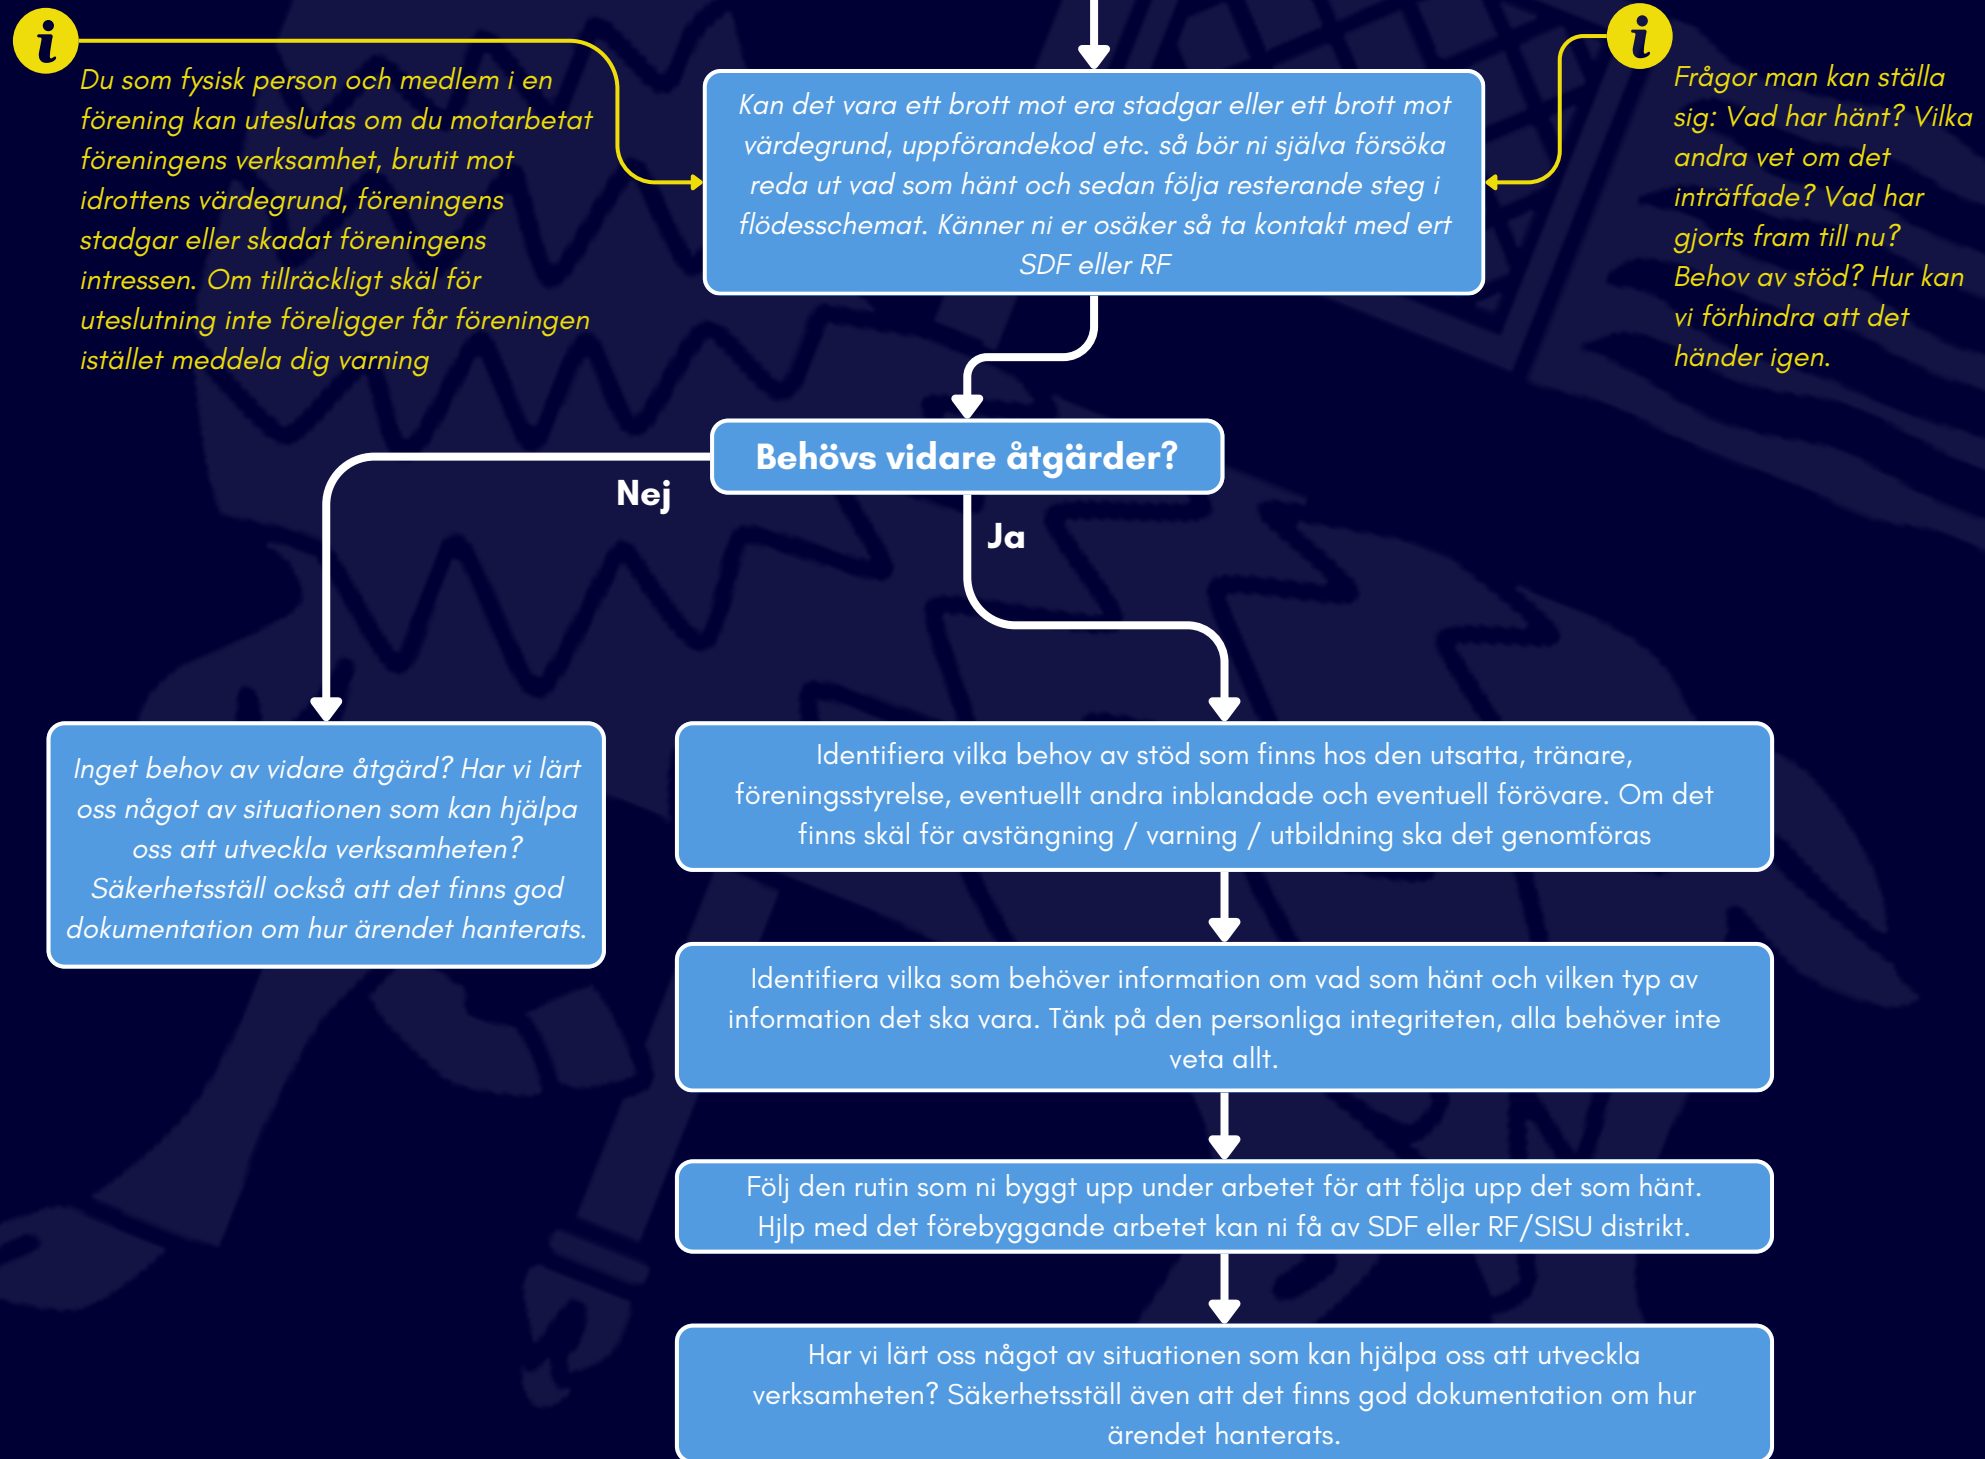 i
Du som fysisk person och medlem i en
förening kan uteslutas om du motarbetat
föreningens verksamhet, brutit mot
idrottens värdegrund, föreningens
stadgar eller skadat föreningens
intressen. Om tillräckligt skäl för
uteslutning inte föreligger får föreningen
istället meddela dig varning
Kan det vara ett brott mot era stadgar eller ett brott mot
värdegrund, uppförandekod etc. så bör ni själva försöka
reda ut vad som hänt och sedan följa resterande steg i
flödesschemat. Känner ni er osäker så ta kontakt med ert
SDF eller RF
i
Frågor man kan ställa
sig: Vad har hänt? Vilka
andra vet om det
inträffade? Vad har
gjorts fram till nu?
Behov av stöd? Hur kan
vi förhindra att det
händer igen.
Behövs vidare åtgärder?
Nej
Ja
Inget behov av vidare åtgärd? Har vi lärt
oss något av situationen som kan hjälpa
oss att utveckla verksamheten?
Säkerhetsställ också att det finns god
dokumentation om hur ärendet hanterats.
Identifiera vilka behov av stöd som finns hos den utsatta, tränare,
föreningsstyrelse, eventuellt andra inblandade och eventuell förövare. Om det
finns skäl för avstängning / varning / utbildning ska det genomföras
Identifiera vilka som behöver information om vad som hänt och vilken typ av
information det ska vara. Tänk på den personliga integriteten, alla behöver inte
veta allt.
Följ den rutin som ni byggt upp under arbetet för att följa upp det som hänt.
Hjlp med det förebyggande arbetet kan ni få av SDF eller RF/SISU distrikt.
Har vi lärt oss något av situationen som kan hjälpa oss att utveckla
verksamheten? Säkerhetsställ även att det finns god dokumentation om hur
ärendet hanterats.